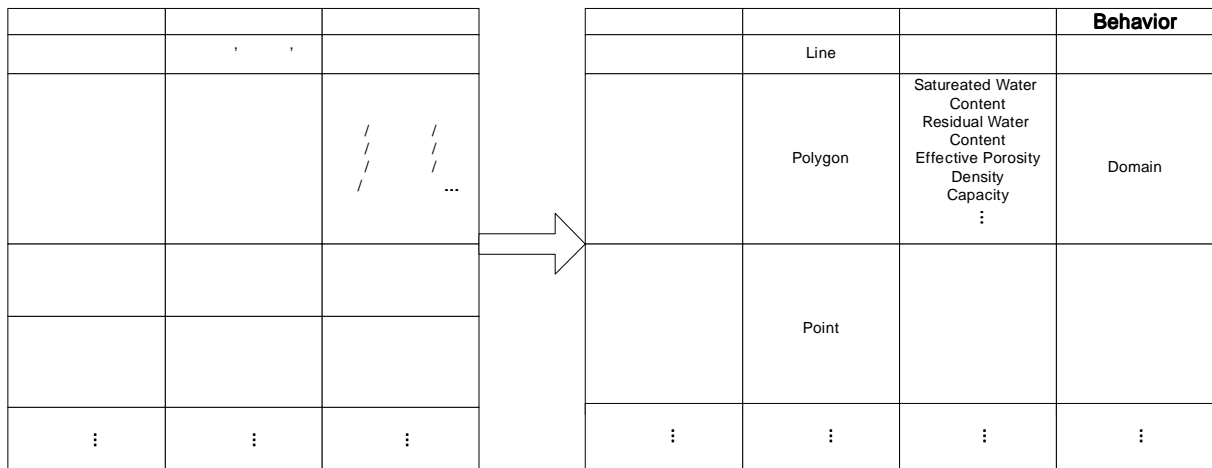 , ,
/ /
/ /
/ /
/ …
⋮ ⋮ ⋮
Behavior
Line
Polygon
Satureated Water
Content
Residual Water
Content
Effective Porosity
Density
Capacity
⋮
Domain
Point
⋮ ⋮ ⋮ ⋮